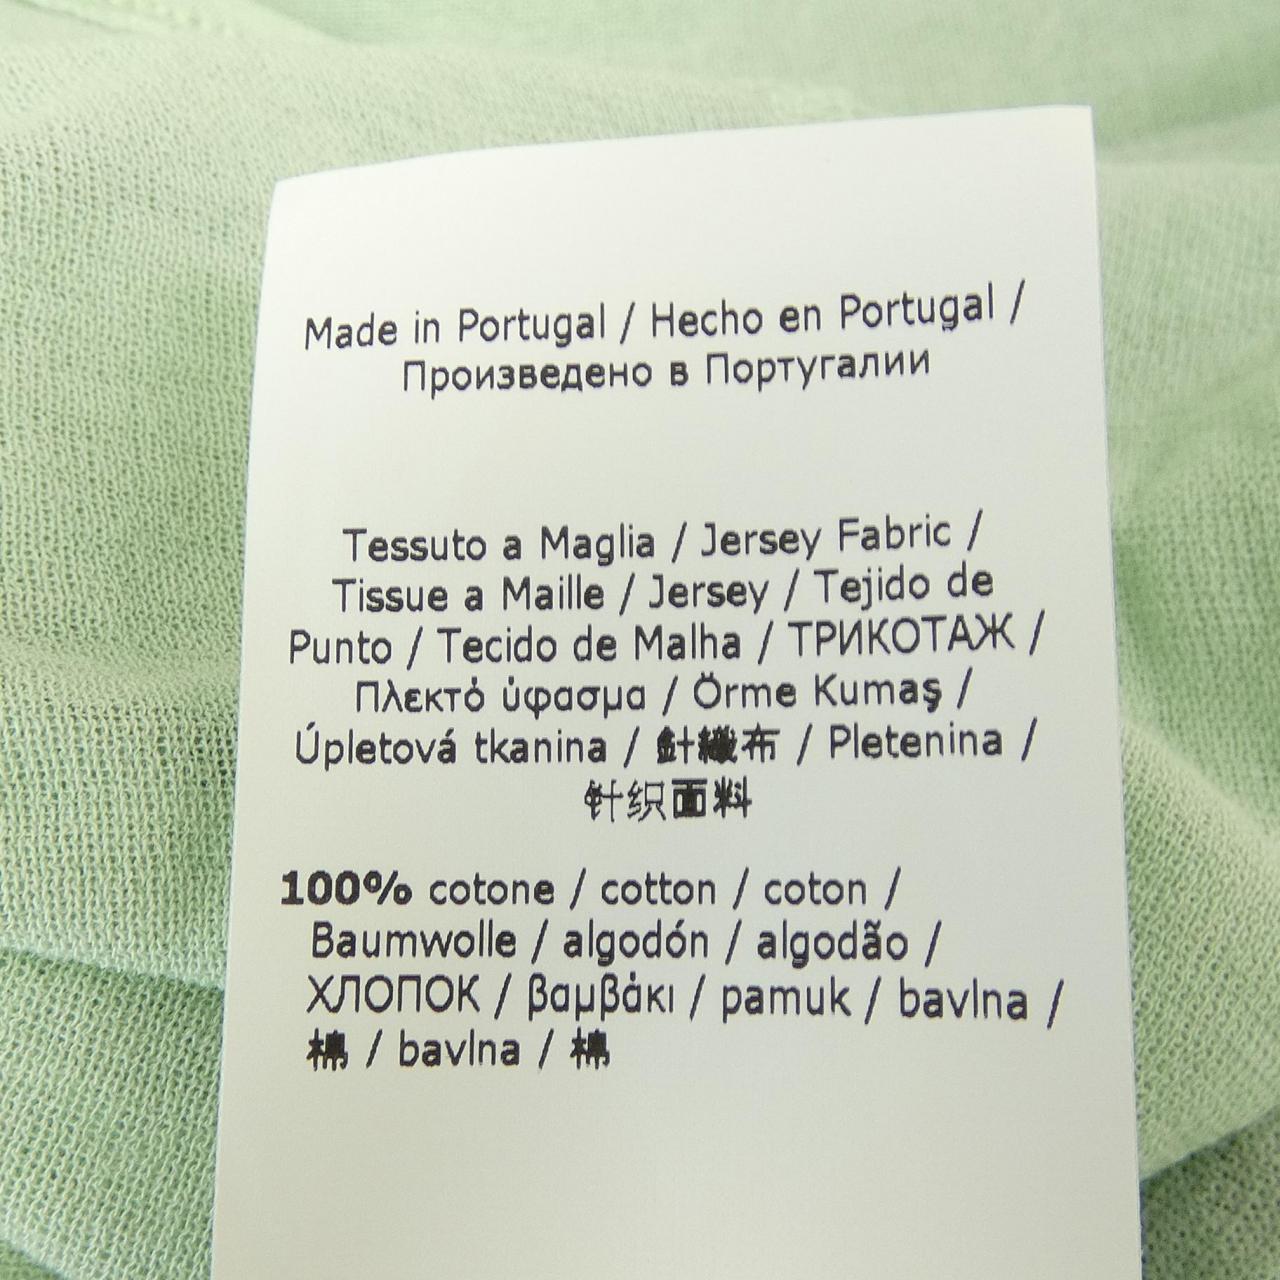 Made in Portugal / Hecho en Portugal /
Произведено в Португалии
Tessuto a Maglia / Jersey Fabric /
Tissue a Maille / Jersey / Tejido de
Punto / Tecido de Malha / ТРИКОТАЖ /
Πλεκτό ύφασμα / Örme Kumaş /
Úpletová tkanina / 針織布 / Pletenina /
针织面料
100% cotone / cotton / coton /
Baumwolle / algodón / algodão /
ХЛОПОК / βαμβάκι / pamuk / bavlna /
棉 / bavlna / 棉